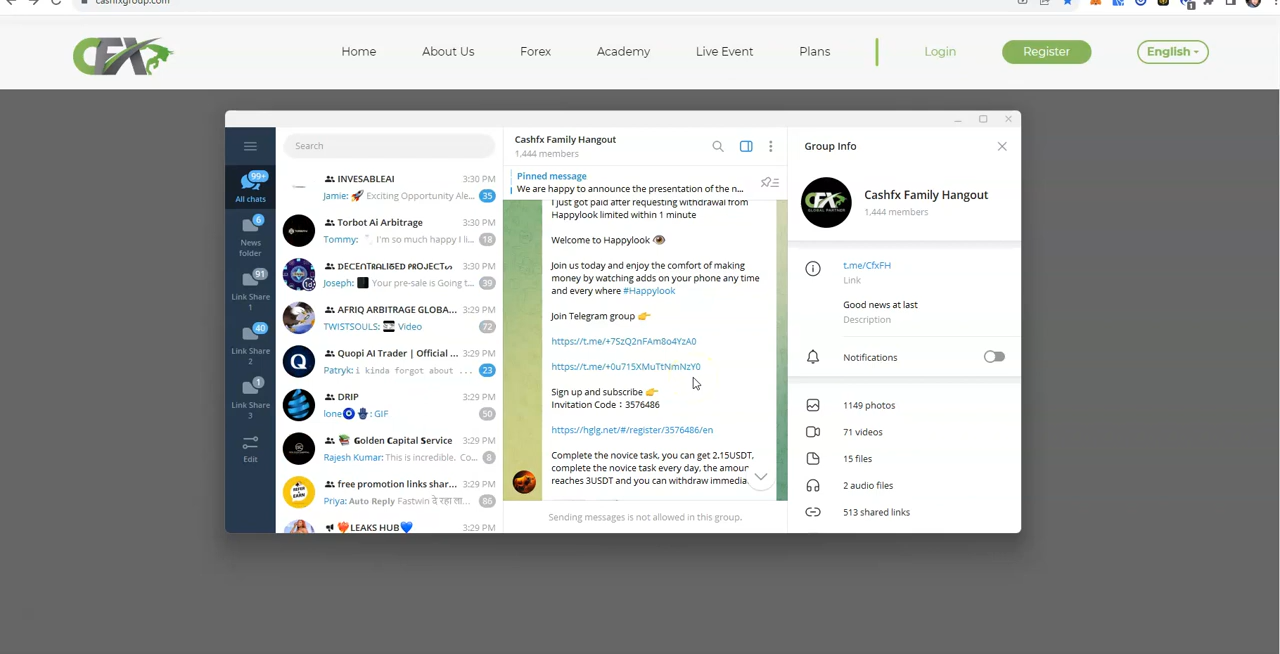 cashfxgroup.com
CFX
Home
About Us
Forex
Academy
Live Event
Plans
Login
Register
English
Search
99+
All chats
6
News
folder
91
Link Share
1
40
Link Share
2
1
Link Share
3
Edit
INVESABLEAI 3:30 PM
Jamie: 🚀 Exciting Opportunity Ale... 35
Torbot Ai Arbitrage 3:30 PM
Tommy: I'm so much happy I li... 18
DECENTRALISED PROJECTS 3:30 PM
Joseph: Your pre-sale is Going t... 39
AFRIQ ARBITRAGE GLOBA... 3:29 PM
TWISTSOULS: Video 72
Quopi AI Trader | Official ... 3:29 PM
Patryk: i kinda forgot about ... 23
DRIP 3:29 PM
Ione🧿🪬: GIF 50
Golden Capital Service 3:29 PM
Rajesh Kumar: This is incredible. Co... 8
free promotion links shar... 3:29 PM
Priya: Auto Reply Fastwin दे रहा ता... 86
❤️‍🔥LEAKS HUB💙 3:29 PM
Cashfx Family Hangout
1,444 members
Pinned message
We are happy to announce the presentation of the n...
I just got paid after requesting withdrawal from
Happylook limited within 1 minute
Welcome to Happylook 👁
Join us today and enjoy the comfort of making
money by watching adds on your phone any time
and every where #Happylook
Join Telegram group 👉
https://t.me/+7SzQ2nFAm8o4YzA0
https://t.me/+0u715XMuTtNmNzY0
Sign up and subscribe 👉
Invitation Code：3576486
https://hglg.net/#/register/3576486/en
Complete the novice task, you can get 2.15USDT,
complete the novice task every day, the amoun
reaches 3USDT and you can withdraw immedia
Sending messages is not allowed in this group.
Group Info
CFX
GLOBAL PARTNER
Cashfx Family Hangout
1,444 members
t.me/CfxFH
Link
Good news at last
Description
Notifications
1149 photos
71 videos
15 files
2 audio files
513 shared links